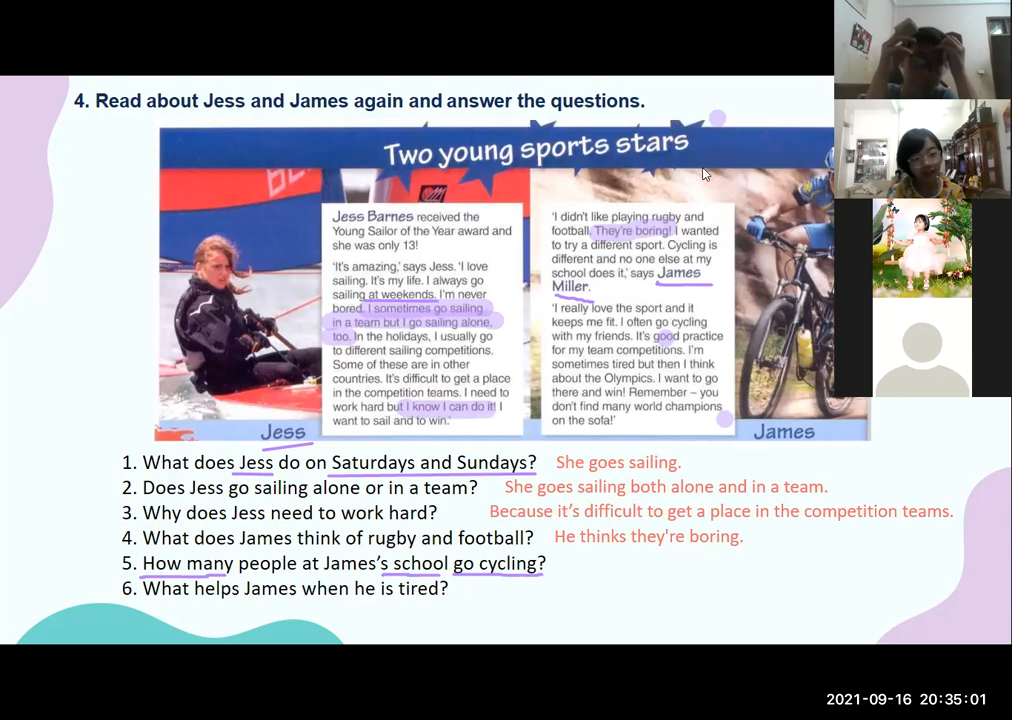 4. Read about Jess and James again and answer the questions.
Two young sports stars
Jess Barnes received the
Young Sailor of the Year award and
she was only 13!
'It's amazing,' says Jess. 'I love
sailing. It's my life. I always go
sailing at weekends. I'm never
bored. I sometimes go sailing
in a team but I go sailing alone,
too. In the holidays, I usually go
to different sailing competitions.
Some of these are in other
countries. It's difficult to get a place
in the competition teams. I need to
work hard but I know I can do it! I
want to sail and to win.'
Jess
'I didn't like playing rugby and
football. They're boring! I wanted
to try a different sport. Cycling is
different and no one else at my
school does it,' says James
Miller.
'I really love the sport and it
keeps me fit. I often go cycling
with my friends. It's good practice
for my team competitions. I'm
sometimes tired but then I think
about the Olympics. I want to go
there and win! Remember – you
don't find many world champions
on the sofa!'
James
1. What does Jess do on Saturdays and Sundays? She goes sailing.
2. Does Jess go sailing alone or in a team? She goes sailing both alone and in a team.
3. Why does Jess need to work hard? Because it's difficult to get a place in the competition teams.
4. What does James think of rugby and football? He thinks they're boring.
5. How many people at James's school go cycling?
6. What helps James when he is tired?
2021-09-16 20:35:01